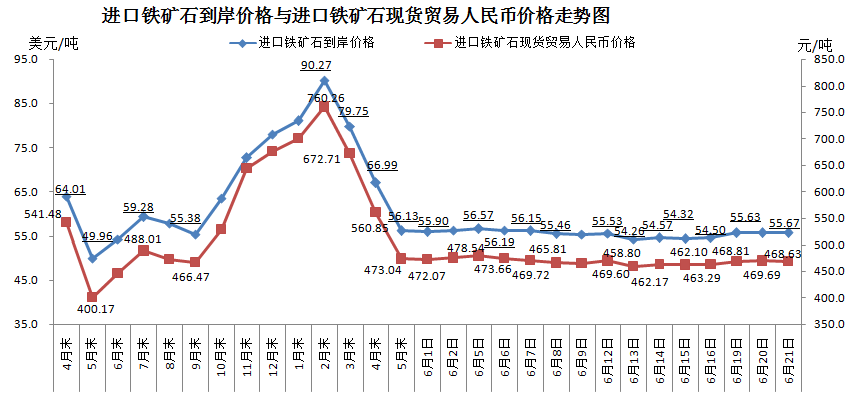 进口铁矿石到岸价格与进口铁矿石现货贸易人民币价格走势图
美元/吨
进口铁矿石到岸价格
进口铁矿石现货贸易人民币价格
元/吨
95.0
85.0
75.0
65.0
55.0
45.0
35.0
850.0
800.0
750.0
700.0
650.0
600.0
550.0
500.0
450.0
400.0
350.0
64.01
49.96
59.28
55.38
90.27
79.75
66.99
56.13
55.90
56.57
56.19
56.15
55.46
55.53
54.26
54.57
54.32
54.50
55.63
55.67
541.48
400.17
488.01
466.47
760.26
672.71
560.85
473.04
472.07
478.54
473.66
469.72
465.81
469.60
458.80
462.17
462.10
463.29
468.81
469.69
468.63
4月末
5月末
6月末
7月末
8月末
9月末
10月末
11月末
12月末
1月末
2月末
3月末
4月末
5月末
6月1日
6月2日
6月5日
6月6日
6月7日
6月8日
6月9日
6月12日
6月13日
6月14日
6月15日
6月16日
6月19日
6月20日
6月21日